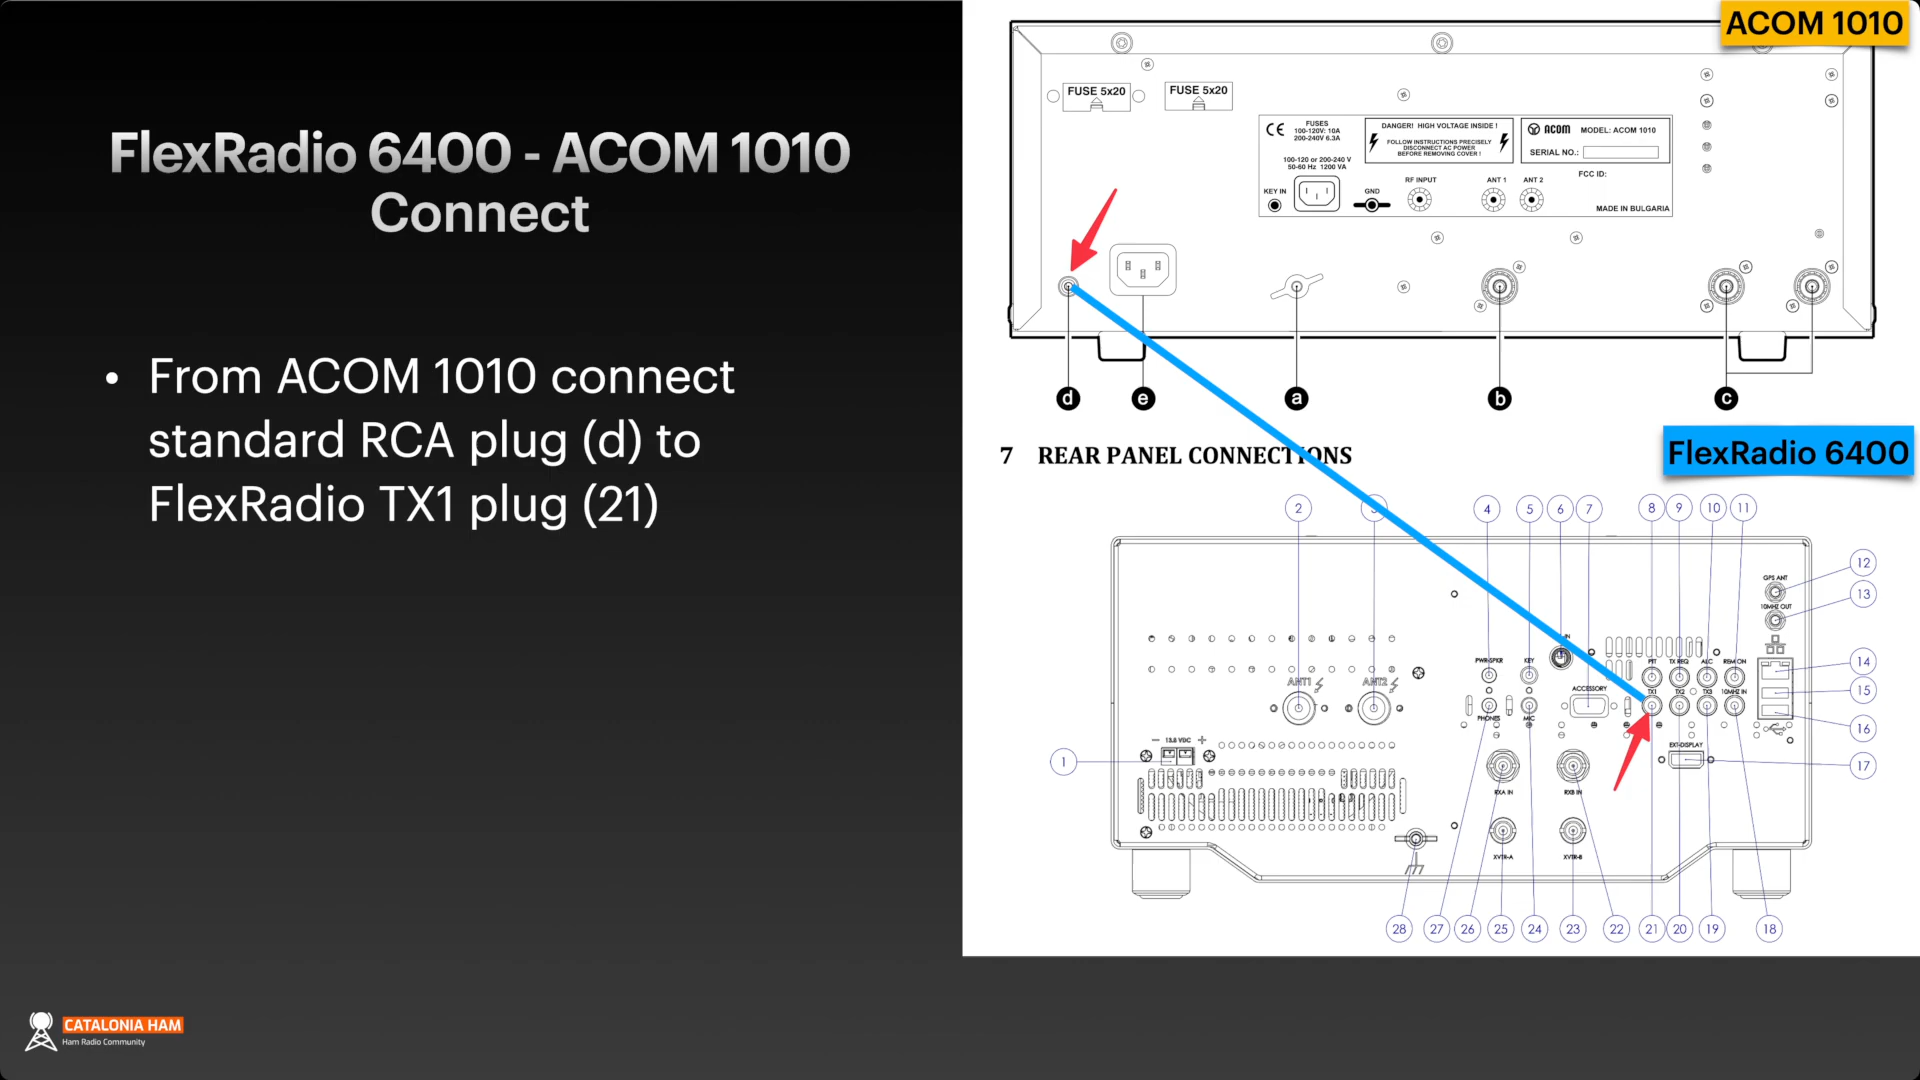 FlexRadio 6400 - ACOM 1010
Connect
• From ACOM 1010 connect
standard RCA plug (d) to
FlexRadio TX1 plug (21)
CATALONIA HAM
Ham Radio Community
ACOM 1010
FUSE 5x20
FUSE 5x20
CE
FUSES
100-120V: 10A
200-240V 6.3A
100-120 or 200-240 V
50-60 Hz 1200 VA
DANGER! HIGH VOLTAGE INSIDE !
FOLLOW INSTRUCTIONS PRECISELY
DISCONNECT AC POWER
BEFORE REMOVING COVER !
ACOM MODEL: ACOM 1010
SERIAL NO.:
FCC ID:
KEY IN
GND
RF INPUT
ANT 1
ANT 2
MADE IN BULGARIA
d e a b c
7 REAR PANEL CONNECTIONS
FlexRadio 6400
2 3 4 5 6 7 8 9 10 11
12
13
14
15
16
17
1
GPS ANT
10MHZ OUT
PWR-SPKR
KEY
PTT
TX REQ
ALC
REM ON
ANT1
ANT2
ACCESSORY
TX1
TX2
TX3
10MHZ IN
PHONES
MIC
13.8 VDC
EXT-DISPLAY
RXA IN
RXB IN
XVTR-A
XVTR-B
28 27 26 25 24 23 22 21 20 19 18